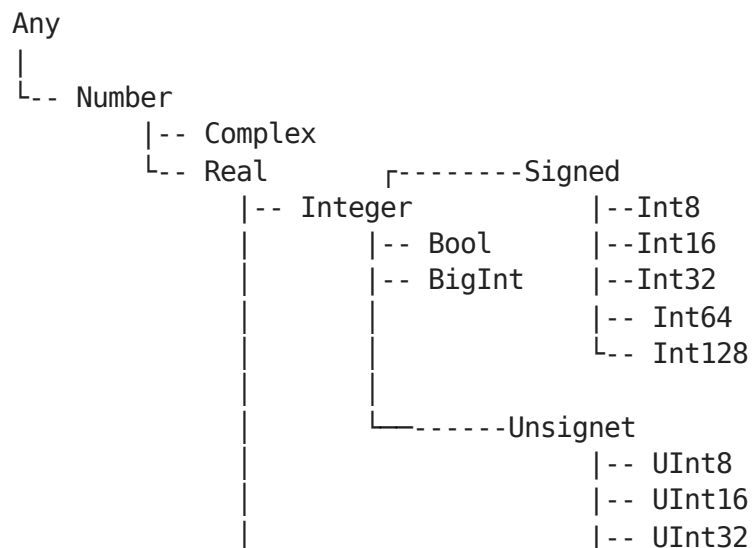 Any
|
└-- Number
        |-- Complex
        └-- Real       ┌--------Signed
              |-- Integer           |--Int8
              |       |-- Bool      |--Int16
              |       |-- BigInt    |--Int32
              |       |             |-- Int64
              |       |             └-- Int128
              |       |
              |       └──------Unsignet
              |                     |-- UInt8
              |                     |-- UInt16
              |                     |-- UInt32